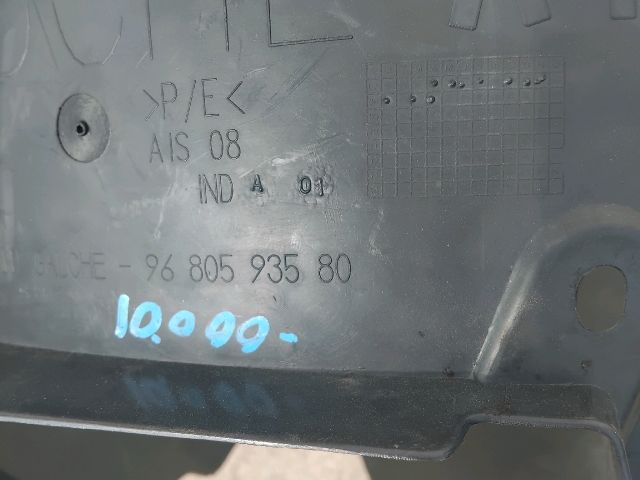 >P/E<
AIS 08
IND A 01
GAUCHE - 96 805 935 80
10.000-